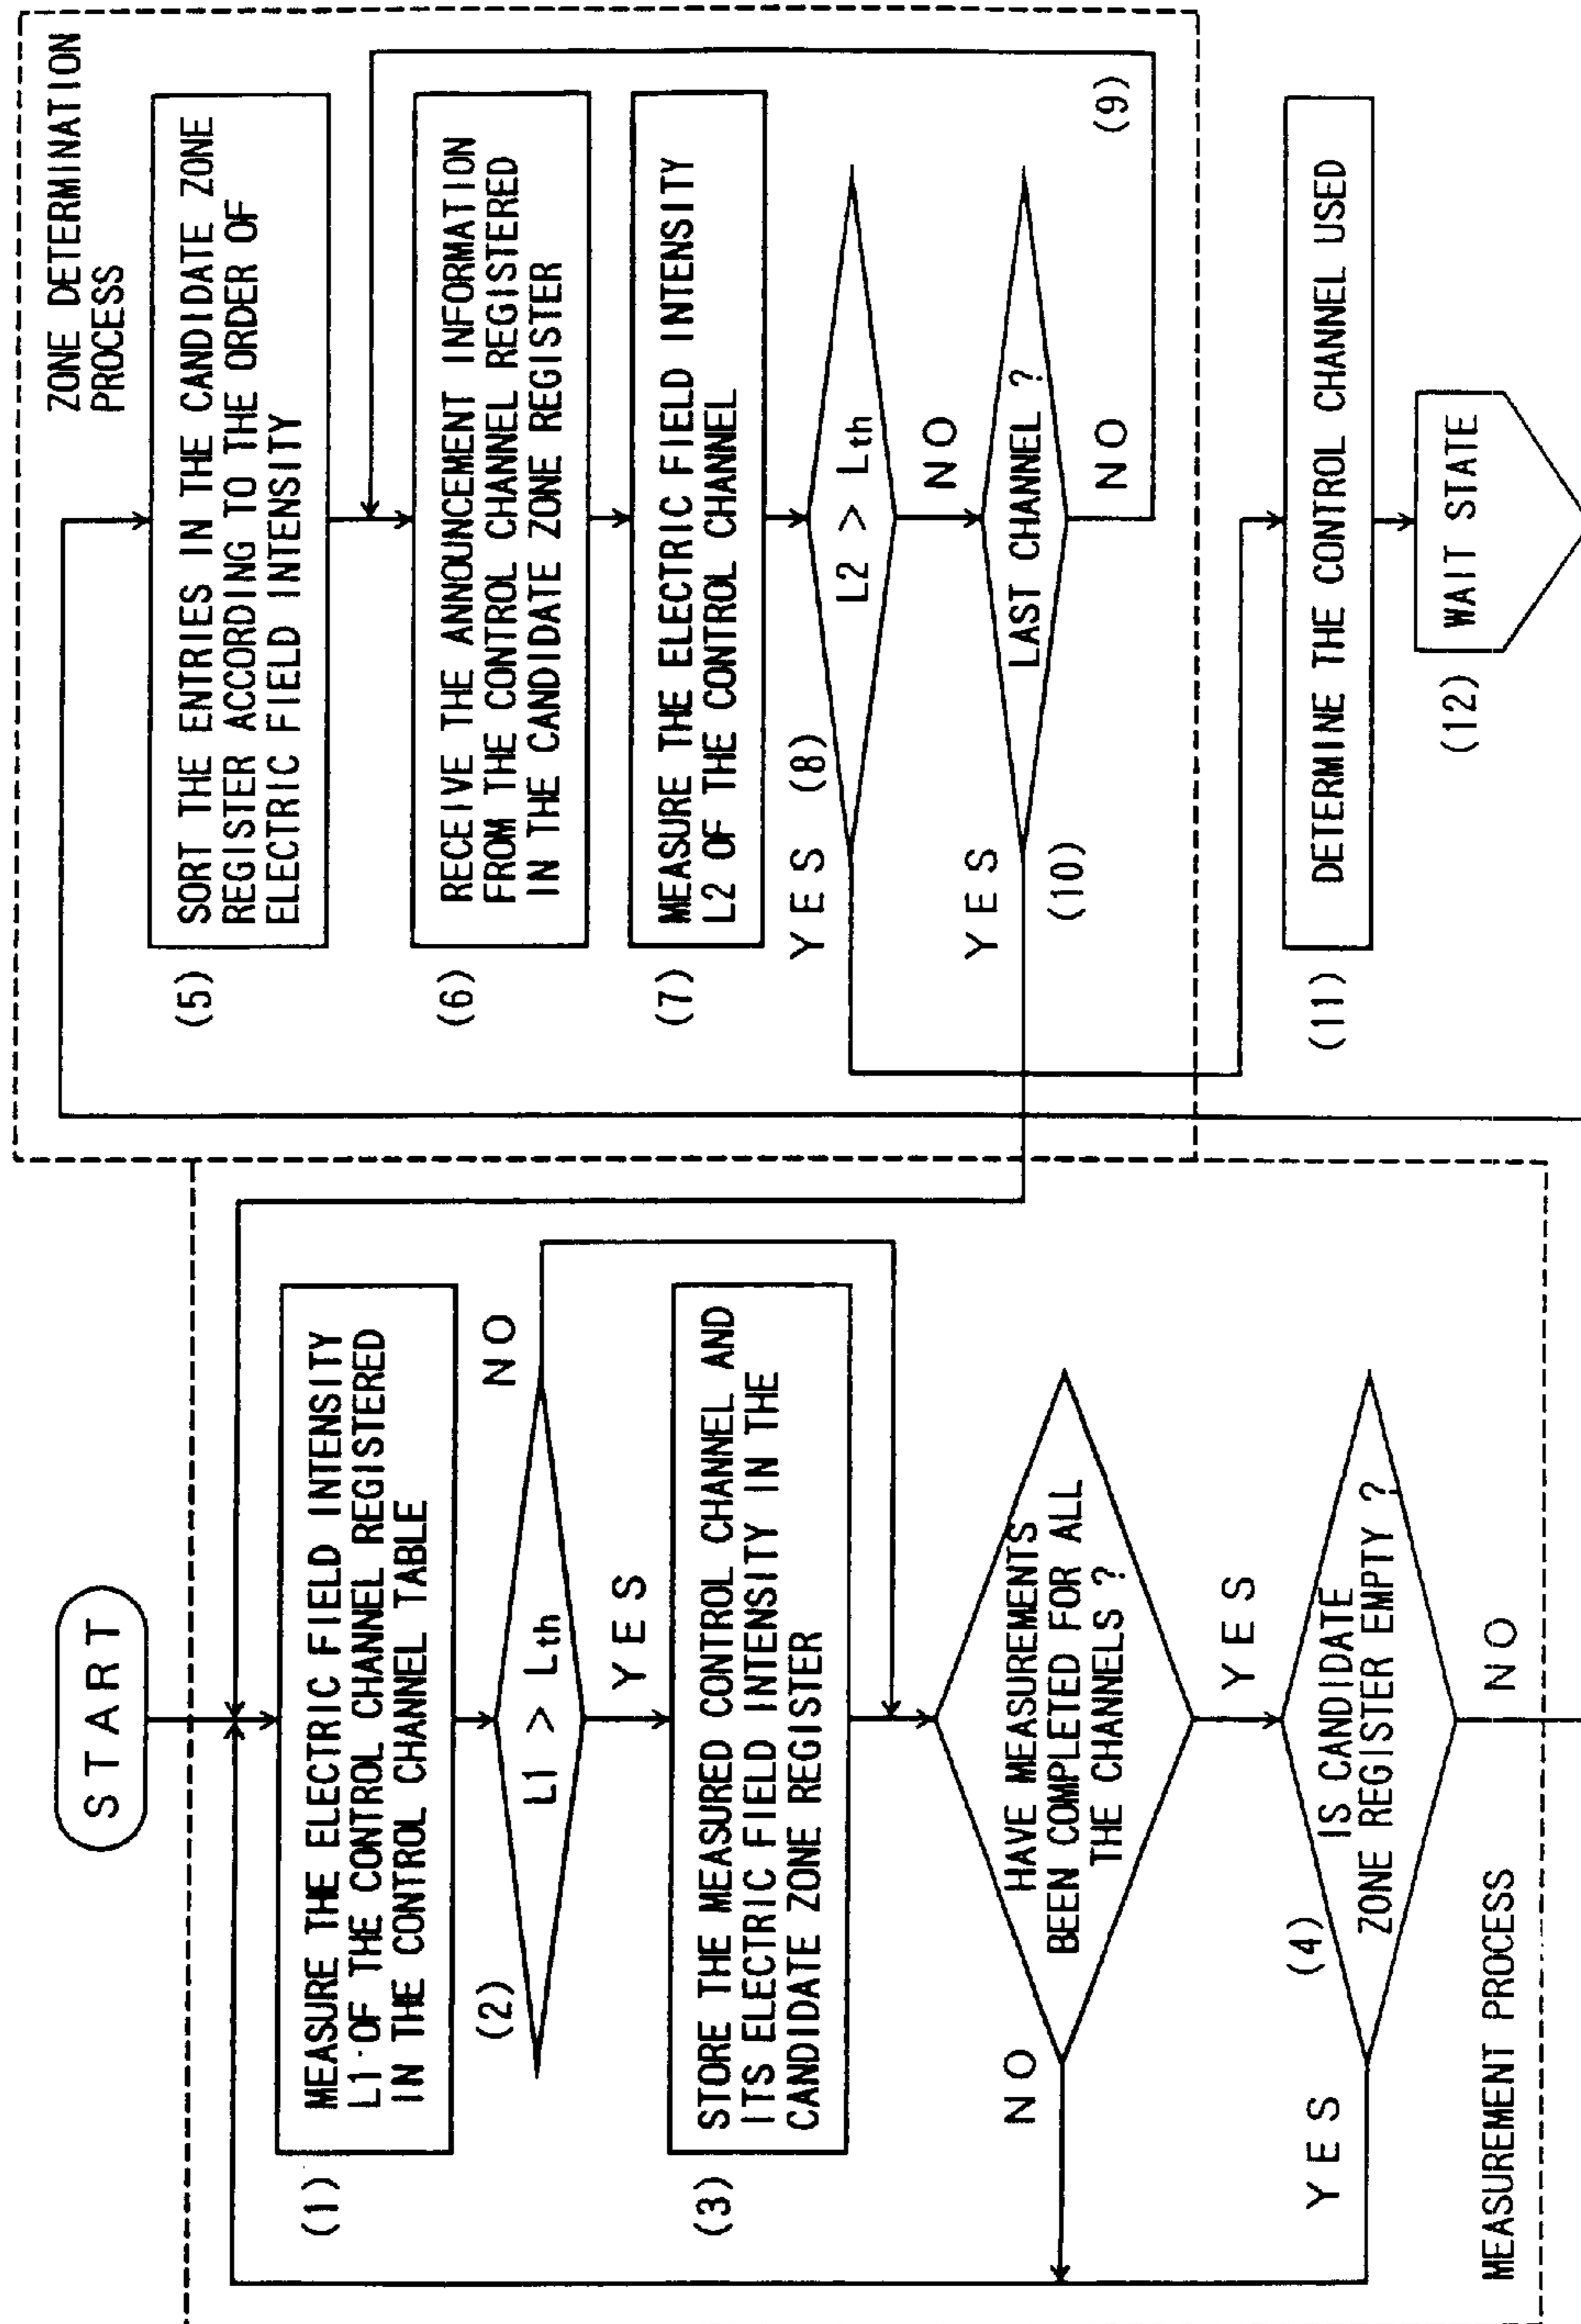 START
(1)
MEASURE THE ELECTRIC FIELD INTENSITY
L1 OF THE CONTROL CHANNEL REGISTERED
IN THE CONTROL CHANNEL TABLE
(2)
L1 > Lth
NO
YES
(3)
STORE THE MEASURED CONTROL CHANNEL AND
ITS ELECTRIC FIELD INTENSITY IN THE
CANDIDATE ZONE REGISTER
HAVE MEASUREMENTS
BEEN COMPLETED FOR ALL
THE CHANNELS ?
NO
YES
(4)
IS CANDIDATE
ZONE REGISTER EMPTY ?
YES
NO
MEASUREMENT PROCESS
ZONE DETERMINATION
PROCESS
(5)
SORT THE ENTRIES IN THE CANDIDATE ZONE
REGISTER ACCORDING TO THE ORDER OF
ELECTRIC FIELD INTENSITY
(6)
RECEIVE THE ANNOUNCEMENT INFORMATION
FROM THE CONTROL CHANNEL REGISTERED
IN THE CANDIDATE ZONE REGISTER
(7)
MEASURE THE ELECTRIC FIELD INTENSITY
L2 OF THE CONTROL CHANNEL
YES (8)
L2 > Lth
NO
YES
(10)
LAST CHANNEL ?
NO
(9)
(11)
DETERMINE THE CONTROL CHANNEL USED
(12)
WAIT STATE